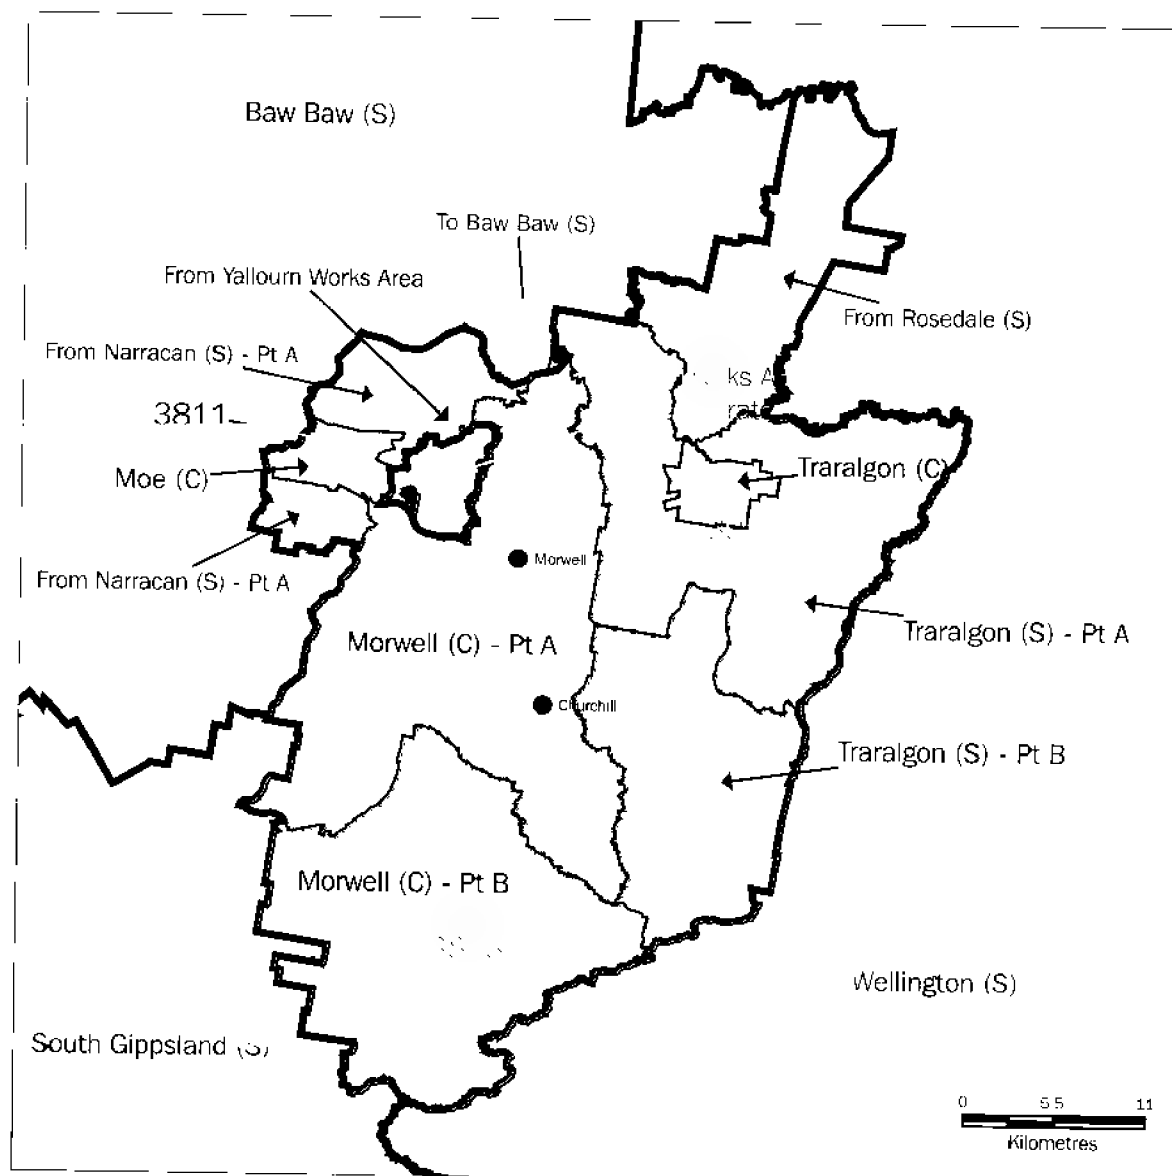 Baw Baw (S)
To Baw Baw (S)
From Yallourn Works Area
From Rosedale (S)
From Narracan (S) - Pt A
ks A
3811
Traralgon (C)
Moe (C)
Morwell
From Narracan (S) - Pt A
Traralgon (S) - Pt A
Morwell (C) - Pt A
Churchill
Traralgon (S) - Pt B
Morwell (C) - Pt B
Wellington (S)
South Gippsland (S)
0 5 5 11
Kilometres